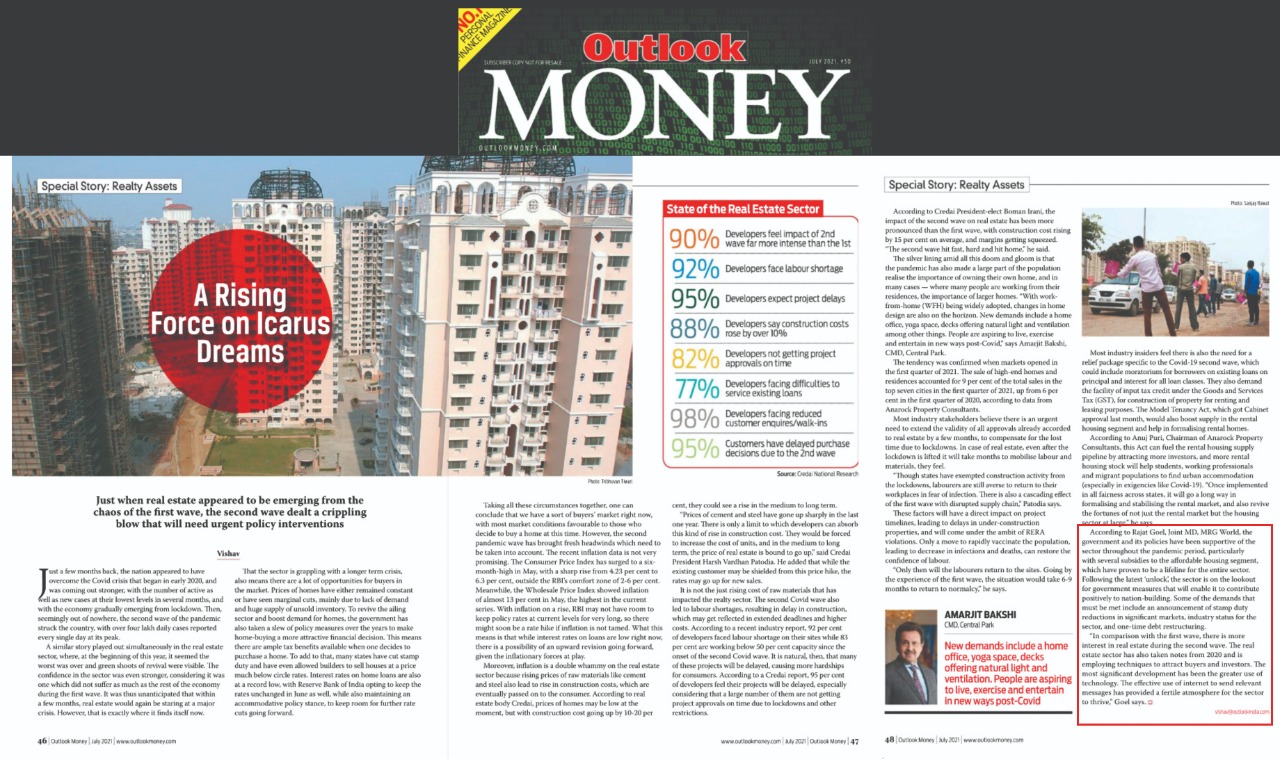 NO.1
PERSONAL
FINANCE MAGAZINE
Outlook
SUBSCRIBER COPY NOT FOR RESALE
JULY 2021, ₹50
MONEY
OUTLOOKMONEY.COM
Special Story: Realty Assets
A Rising
Force on Icarus
Dreams
Photo: Tribhuvan Tiwari
Just when real estate appeared to be emerging from the
chaos of the first wave, the second wave dealt a crippling
blow that will need urgent policy interventions
Vishav
Just a few months back, the nation appeared to have
overcome the Covid crisis that began in early 2020, and
was coming out stronger, with the number of active as
well as new cases at their lowest levels in several months, and
with the economy gradually emerging from lockdown. Then,
seemingly out of nowhere, the second wave of the pandemic
struck the country, with over four lakh daily cases reported
every single day at its peak.
A similar story played out simultaneously in the real estate
sector, where, at the beginning of this year, it seemed the
worst was over and green shoots of revival were visible. The
confidence in the sector was even stronger, considering it was
one which did not suffer as much as the rest of the economy
during the first wave. It was thus unanticipated that within
a few months, real estate would again be staring at a major
crisis. However, that is exactly where it finds itself now.
That the sector is grappling with a longer term crisis,
also means there are a lot of opportunities for buyers in
the market. Prices of homes have either remained constant
or have seen marginal cuts, mainly due to lack of demand
and huge supply of unsold inventory. To revive the ailing
sector and boost demand for homes, the government has
also taken a slew of policy measures over the years to make
home-buying a more attractive financial decision. This means
there are ample tax benefits available when one decides to
purchase a home. To add to that, many states have cut stamp
duty and have even allowed builders to sell houses at a price
much below circle rates. Interest rates on home loans are also
at a record low, with Reserve Bank of India opting to keep the
rates unchanged in June as well, while also maintaining an
accommodative policy stance, to keep room for further rate
cuts going forward.
46 | Outlook Money | July 2021 | www.outlookmoney.com
State of the Real Estate Sector
90% Developers feel impact of 2nd
wave far more intense than the 1st
92% Developers face labour shortage
95% Developers expect project delays
88% Developers say construction costs
rose by over 10%
82% Developers not getting project
approvals on time
77% Developers facing difficulties to
service existing loans
98% Developers facing reduced
customer enquires/walk-ins
95% Customers have delayed purchase
decisions due to the 2nd wave
Source: Credai National Research
Taking all these circumstances together, one can
conclude that we have a sort of buyers' market right now,
with most market conditions favourable to those who
decide to buy a home at this time. However, the second
pandemic wave has brought fresh headwinds which need to
be taken into account. The recent inflation data is not very
promising. The Consumer Price Index has surged to a six-
month-high in May, with a sharp rise from 4.23 per cent to
6.3 per cent, outside the RBI's comfort zone of 2-6 per cent.
Meanwhile, the Wholesale Price Index showed inflation
of almost 13 per cent in May, the highest in the current
series. With inflation on a rise, RBI may not have room to
keep policy rates at current levels for very long, so there
might soon be a rate hike if inflation is not tamed. What this
means is that while interest rates on loans are low right now,
there is a possibility of an upward revision going forward,
given the inflationary forces at play.
Moreover, inflation is a double whammy on the real estate
sector because rising prices of raw materials like cement
and steel also lead to rise in construction costs, which are
eventually passed on to the consumer. According to real
estate body Credai, prices of homes may be low at the
moment, but with construction cost going up by 10-20 per
cent, they could see a rise in the medium to long term.
"Prices of cement and steel have gone up sharply in the last
one year. There is only a limit to which developers can absorb
this kind of rise in construction cost. They would be forced
to increase the cost of units, and in the medium to long
term, the price of real estate is bound to go up," said Credai
President Harsh Vardhan Patodia. He added that while the
existing customer may be shielded from this price hike, the
rates may go up for new sales.
It is not the just rising cost of raw materials that has
impacted the realty sector. The second Covid wave also
led to labour shortages, resulting in delay in construction,
which may get reflected in extended deadlines and higher
costs. According to a recent industry report, 92 per cent
of developers faced labour shortage on their sites while 83
per cent are working below 50 per cent capacity since the
onset of the second Covid wave. It is natural, then, that many
of these projects will be delayed, causing more hardships
for consumers. According to a Credai report, 95 per cent
of developers feel their projects will be delayed, especially
considering that a large number of them are not getting
project approvals on time due to lockdowns and other
restrictions.
www.outlookmoney.com | July 2021 | Outlook Money | 47
Special Story: Realty Assets
According to Credai President-elect Boman Irani, the
impact of the second wave on real estate has been more
pronounced than the first wave, with construction cost rising
by 15 per cent on average, and margins getting squeezed.
"The second wave hit fast, hard and hit home," he said.
The silver lining amid all this doom and gloom is that
the pandemic has also made a large part of the population
realise the importance of owning their own home, and in
many cases — where many people are working from their
residences, the importance of larger homes. "With work-
from-home (WFH) being widely adopted, changes in home
design are also on the horizon. New demands include a home
office, yoga space, decks offering natural light and ventilation
among other things. People are aspiring to live, exercise
and entertain in new ways post-Covid," says Amarjit Bakshi,
CMD, Central Park.
The tendency was confirmed when markets opened in
the first quarter of 2021. The sale of high-end homes and
residences accounted for 9 per cent of the total sales in the
top seven cities in the first quarter of 2021, up from 6 per
cent in the first quarter of 2020, according to data from
Anarock Property Consultants.
Most industry stakeholders believe there is an urgent
need to extend the validity of all approvals already accorded
to real estate by a few months, to compensate for the lost
time due to lockdowns. In case of real estate, even after the
lockdown is lifted it will take months to mobilise labour and
materials, they feel.
"Though states have exempted construction activity from
the lockdowns, labourers are still averse to return to their
workplaces in fear of infection. There is also a cascading effect
of the first wave with disrupted supply chain," Patodia says.
These factors will have a direct impact on project
timelines, leading to delays in under-construction
properties, and will come under the ambit of RERA
violations. Only a move to rapidly vaccinate the population,
leading to decrease in infections and deaths, can restore the
confidence of labour.
"Only then will the labourers return to the sites. Going by
the experience of the first wave, the situation would take 6-9
months to return to normalcy," he says.
AMARJIT BAKSHI
CMD, Central Park
New demands include a home
office, yoga space, decks
offering natural light and
ventilation. People are aspiring
to live, exercise and entertain
in new ways post-Covid
48 | Outlook Money | July 2021 | www.outlookmoney.com
Photo: Sanjay Rawat
Most industry insiders feel there is also the need for a
relief package specific to the Covid-19 second wave, which
could include moratorium for borrowers on existing loans on
principal and interest for all loan classes. They also demand
the facility of input tax credit under the Goods and Services
Tax (GST), for construction of property for renting and
leasing purposes. The Model Tenancy Act, which got Cabinet
approval last month, would also boost supply in the rental
housing segment and help in formalising rental homes.
According to Anuj Puri, Chairman of Anarock Property
Consultants, this Act can fuel the rental housing supply
pipeline by attracting more investors, and more rental
housing stock will help students, working professionals
and migrant populations to find urban accommodation
(especially in exigencies like Covid-19). "Once implemented
in all fairness across states, it will go a long way in
formalising and stabilising the rental market, and also revive
the fortunes of not just the rental market but the housing
sector at large," he says.
According to Rajat Goel, Joint MD, MRG World, the
government and its policies have been supportive of the
sector throughout the pandemic period, particularly
with several subsidies to the affordable housing segment,
which have proven to be a lifeline for the entire sector.
Following the latest 'unlock', the sector is on the lookout
for government measures that will enable it to contribute
positively to nation-building. Some of the demands that
must be met include an announcement of stamp duty
reductions in significant markets, industry status for the
sector, and one-time debt restructuring.
"In comparison with the first wave, there is more
interest in real estate during the second wave. The real
estate sector has also taken notes from 2020 and is
employing techniques to attract buyers and investors. The
most significant development has been the greater use of
technology. The effective use of internet to send relevant
messages has provided a fertile atmosphere for the sector
to thrive," Goel says.
vishav@outlookindia.com